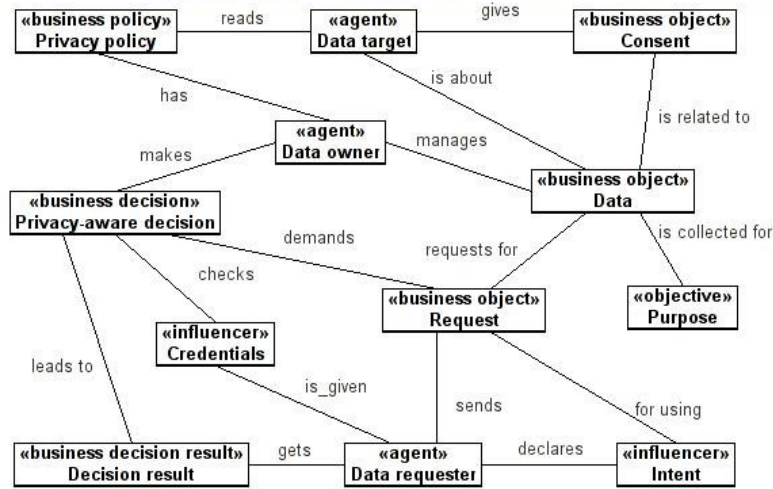 «business policy»
Privacy policy
reads
«agent»
Data target
gives
«business object»
Consent
is about
has
is related to
«agent»
Data owner
makes
manages
«business object»
Data
«business decision»
Privacy-aware decision
demands
requests for
is collected for
checks
«business object»
Request
«objective»
Purpose
«influencer»
Credentials
leads to
is_given
sends
for using
«business decision result»
Decision result
gets
«agent»
Data requester
declares
«influencer»
Intent